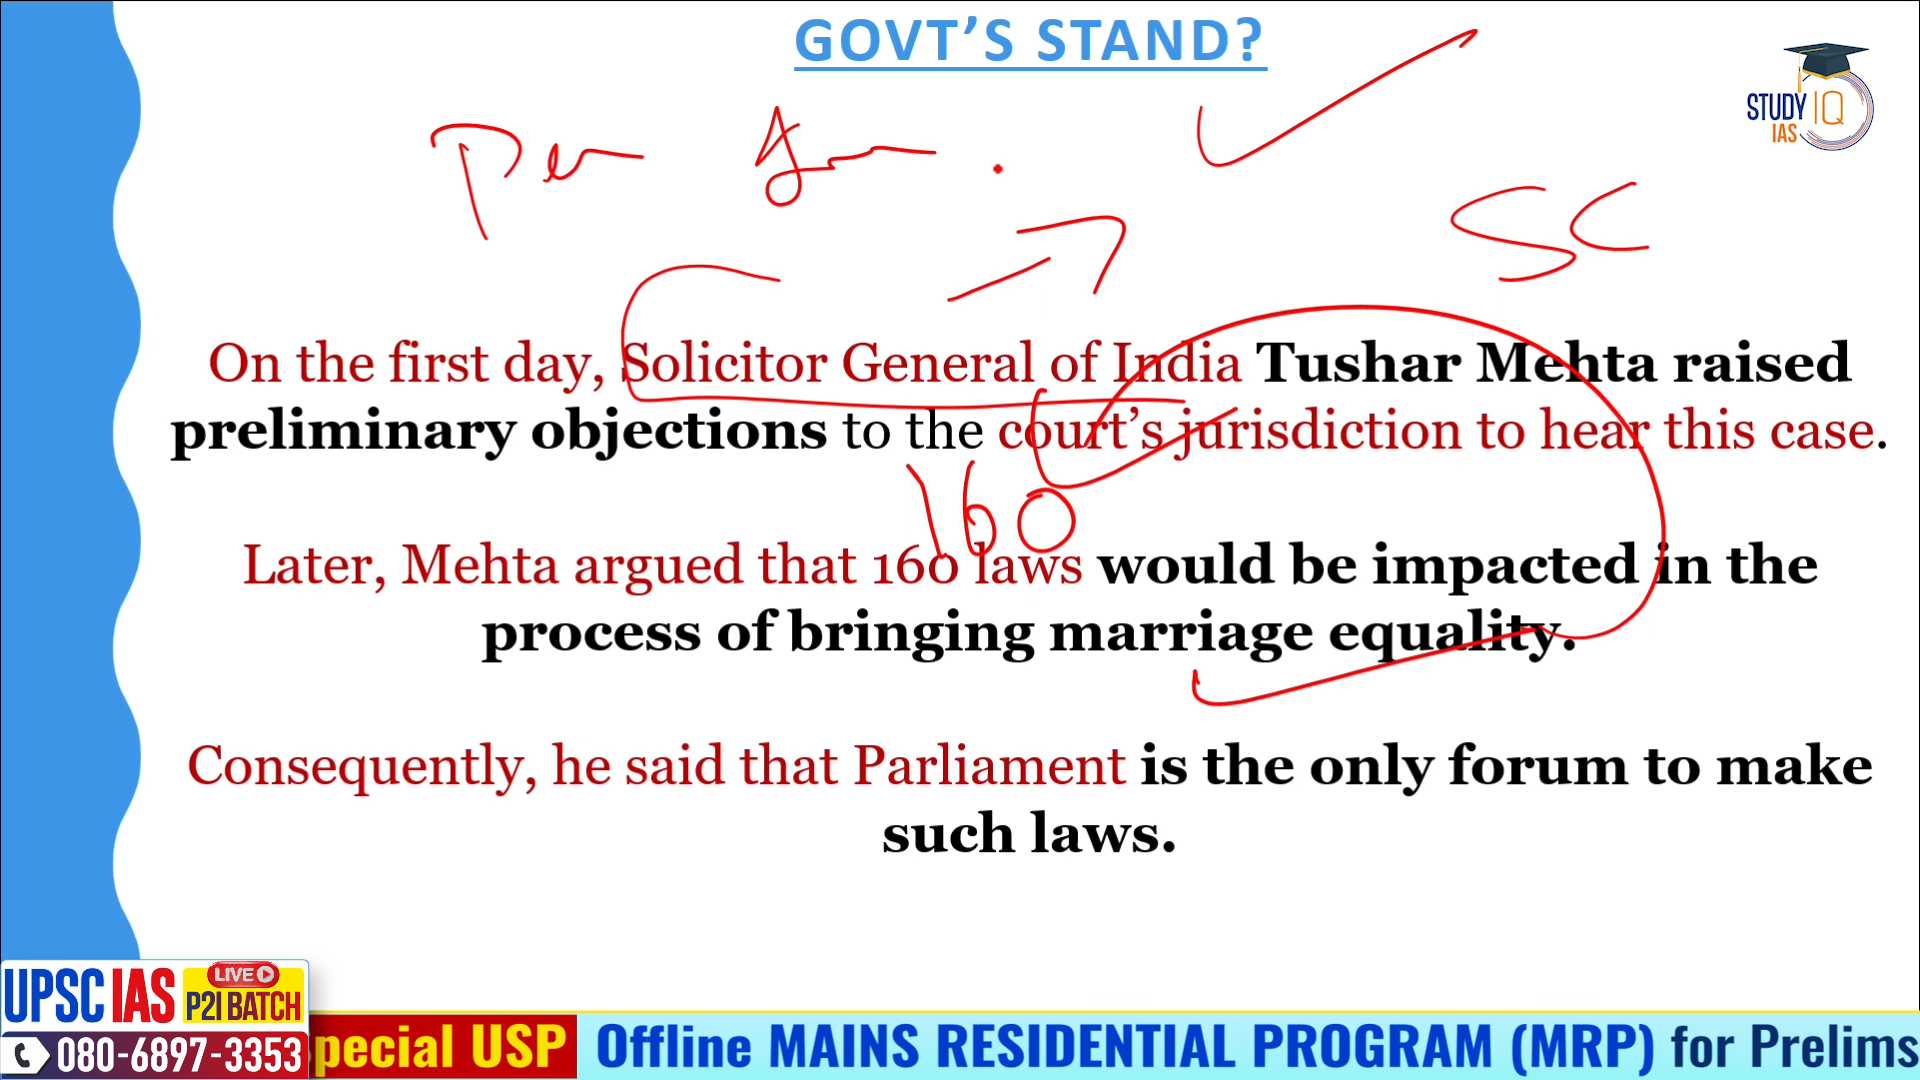 GOVT'S STAND?
STUDY IQ
IAS
SC
On the first day, Solicitor General of India Tushar Mehta raised
preliminary objections to the court's jurisdiction to hear this case.
160
Later, Mehta argued that 160 laws would be impacted in the
process of bringing marriage equality.
Consequently, he said that Parliament is the only forum to make
such laws.
UPSC IAS LIVE P2I BATCH
080-6897-3353
pecial USP Offline MAINS RESIDENTIAL PROGRAM (MRP) for Prelims